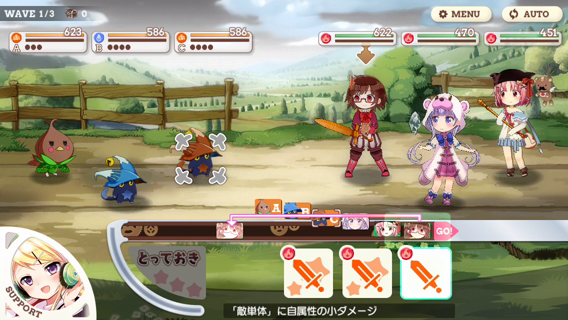 WAVE 1/3 0
MENU
AUTO
623
586
586
622
470
451
A
B
C
A
B
C
GO!
とっておき
SUPPORT
「敵単体」に自属性の小ダメージ